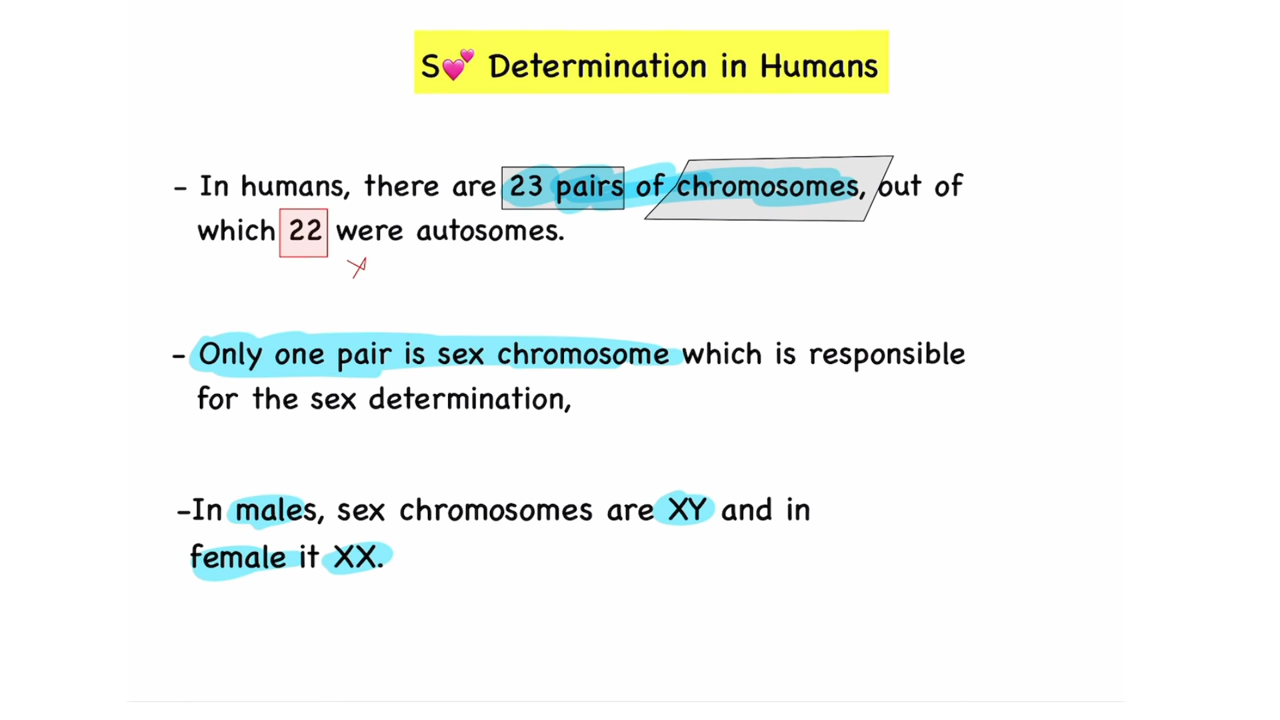 S💕 Determination in Humans
- In humans, there are 23 pairs of chromosomes, out of
which 22 were autosomes.
- Only one pair is sex chromosome which is responsible
for the sex determination,
-In males, sex chromosomes are XY and in
female it XX.